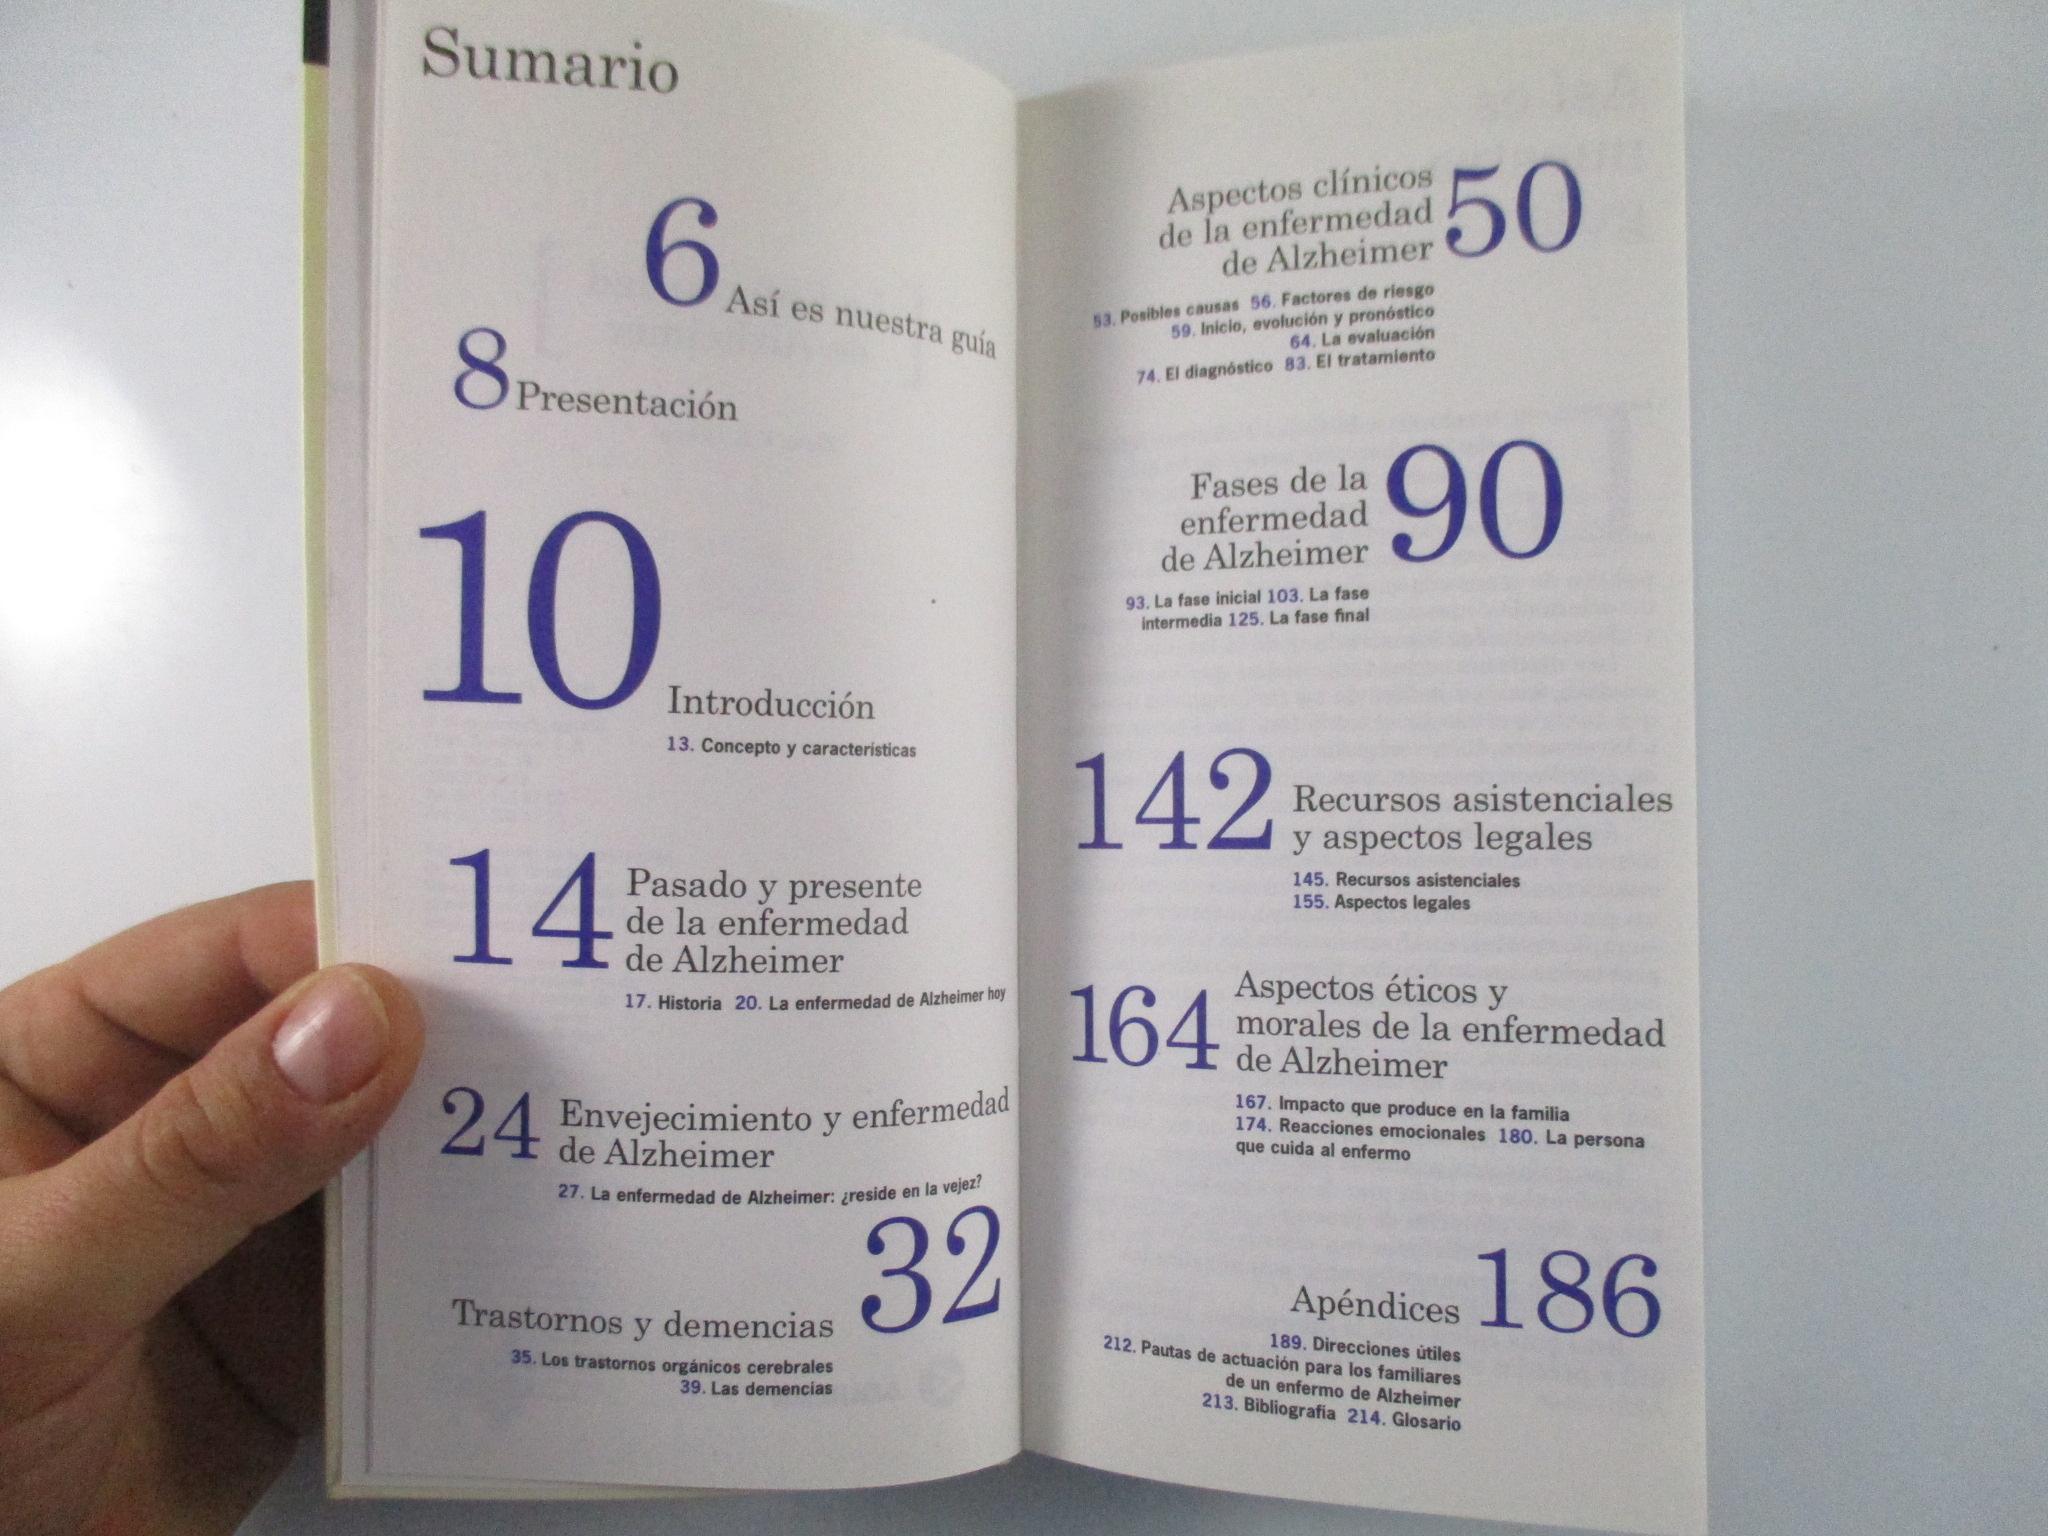 Sumario
6 Así es nuestra guía
8 Presentación
10 Introducción
13. Concepto y características
14 Pasado y presente
de la enfermedad
de Alzheimer
17. Historia 20. La enfermedad de Alzheimer hoy
24 Envejecimiento y enfermedad
de Alzheimer
27. La enfermedad de Alzheimer: ¿reside en la vejez?
Trastornos y demencias 32
35. Los trastornos orgánicos cerebrales
39. Las demencias
Aspectos clínicos 50
de la enfermedad
de Alzheimer
53. Posibles causas 56. Factores de riesgo
59. Inicio, evolución y pronóstico
64. La evaluación
74. El diagnóstico 83. El tratamiento
Fases de la 90
enfermedad
de Alzheimer
93. La fase inicial 103. La fase
intermedia 125. La fase final
142 Recursos asistenciales
y aspectos legales
145. Recursos asistenciales
155. Aspectos legales
164 Aspectos éticos y
morales de la enfermedad
de Alzheimer
167. Impacto que produce en la familia
174. Reacciones emocionales 180. La persona
que cuida al enfermo
Apéndices 186
189. Direcciones útiles
212. Pautas de actuación para los familiares
de un enfermo de Alzheimer
213. Bibliografía 214. Glosario